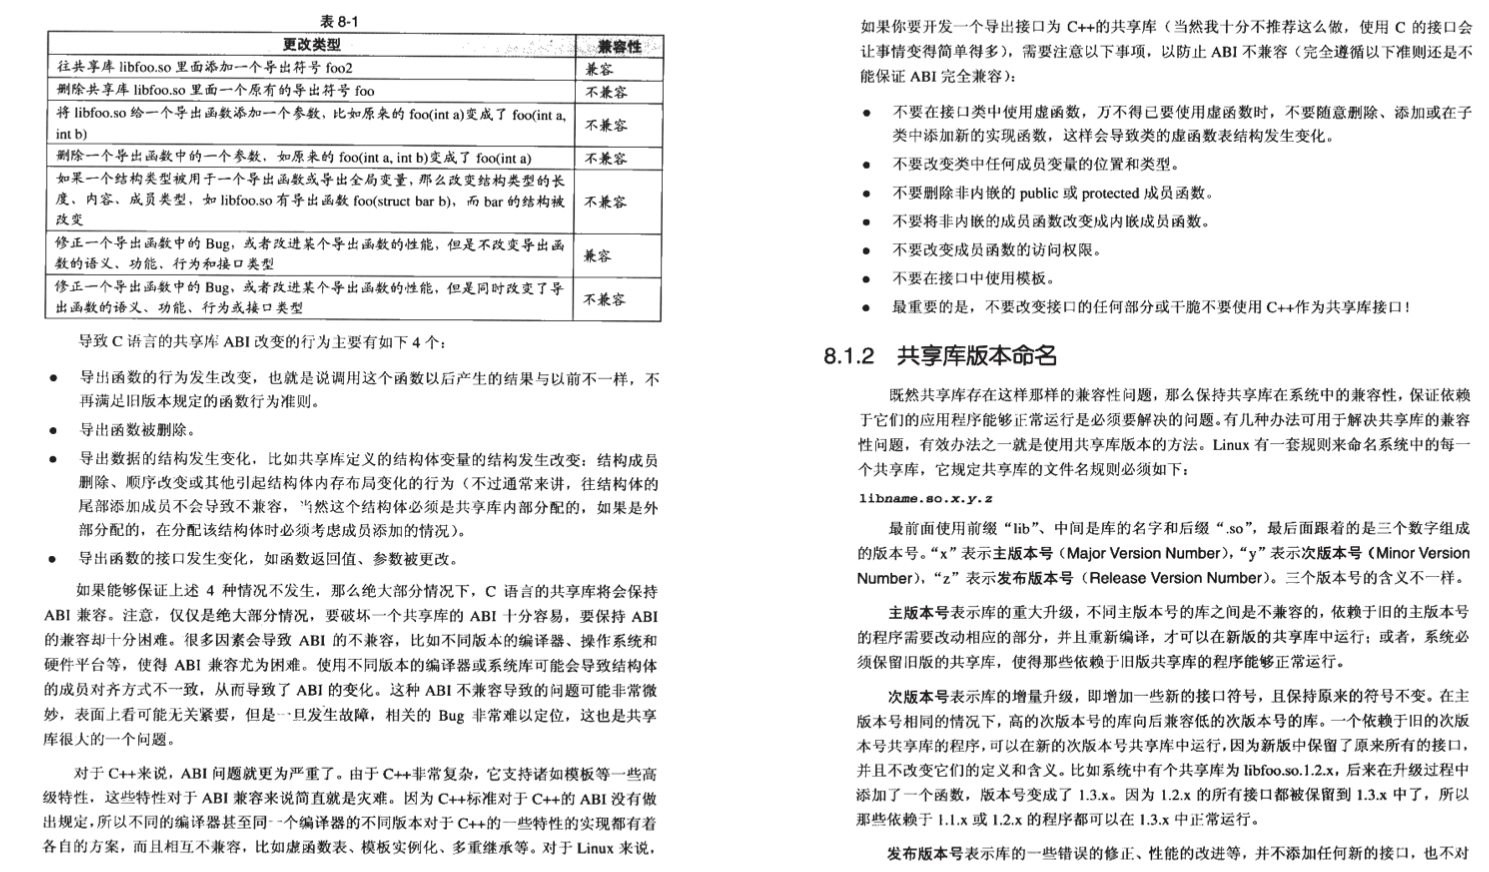 表 8-1
更改类型 兼容性
往共享库 libfoo.so 里面添加一个导出符号 foo2 兼容
删除共享库 libfoo.so 里面一个原有的导出符号 foo 不兼容
将 libfoo.so 给一个导出函数添加一个参数，比如原来的 foo(int a)变成了 foo(int a,
int b) 不兼容
删除一个导出函数中的一个参数，如原来的 foo(int a, int b)变成了 foo(int a) 不兼容
如果一个结构类型被用于一个导出函数或导出全局变量，那么改变结构类型的长
度、内容、成员类型，如 libfoo.so 有导出函数 foo(struct bar b)，而 bar 的结构被 不兼容
改变
修正一个导出函数中的 Bug，或者改进某个导出函数的性能，但是不改变导出函
数的语义、功能、行为和接口类型 兼容
修正一个导出函数中的 Bug，或者改进某个导出函数的性能，但是同时改变了导
出函数的语义、功能、行为或接口类型 不兼容
导致 C 语言的共享库 ABI 改变的行为主要有如下 4 个：
● 导出函数的行为发生改变，也就是说调用这个函数以后产生的结果与以前不一样，不
再满足旧版本规定的函数行为准则。
● 导出函数被删除。
● 导出数据的结构发生变化，比如共享库定义的结构体变量的结构发生改变：结构成员
删除、顺序改变或其他引起结构体内存布局变化的行为（不过通常来讲，往结构体的
尾部添加成员不会导致不兼容，当然这个结构体必须是共享库内部分配的，如果是外
部分配的，在分配该结构体时必须考虑成员添加的情况）。
● 导出函数的接口发生变化，如函数返回值、参数被更改。
如果能够保证上述 4 种情况不发生，那么绝大部分情况下，C 语言的共享库将会保持
ABI 兼容。注意，仅仅是绝大部分情况，要破坏一个共享库的 ABI 十分容易，要保持 ABI
的兼容却十分困难。很多因素会导致 ABI 的不兼容，比如不同版本的编译器、操作系统和
硬件平台等，使得 ABI 兼容尤为困难。使用不同版本的编译器或系统库可能会导致结构体
的成员对齐方式不一致，从而导致了 ABI 的变化。这种 ABI 不兼容导致的问题可能非常微
妙，表面上看可能无关紧要，但是一旦发生故障，相关的 Bug 非常难以定位，这也是共享
库很大的一个问题。
对于 C++来说，ABI 问题就更为严重了。由于 C++非常复杂，它支持诸如模板等一些高
级特性，这些特性对于 ABI 兼容来说简直就是灾难。因为 C++标准对于 C++的 ABI 没有做
出规定，所以不同的编译器甚至同一个编译器的不同版本对于 C++的一些特性的实现都有着
各自的方案，而且相互不兼容，比如虚函数表、模板实例化、多重继承等。对于 Linux 来说，
如果你要开发一个导出接口为 C++的共享库（当然我十分不推荐这么做，使用 C 的接口会
让事情变得简单得多），需要注意以下事项，以防止 ABI 不兼容（完全遵循以下准则还是不
能保证 ABI 完全兼容）：
● 不要在接口类中使用虚函数，万不得已要使用虚函数时，不要随意删除、添加或在子
类中添加新的实现函数，这样会导致类的虚函数表结构发生变化。
● 不要改变类中任何成员变量的位置和类型。
● 不要删除非内嵌的 public 或 protected 成员函数。
● 不要将非内嵌的成员函数改变成内嵌成员函数。
● 不要改变成员函数的访问权限。
● 不要在接口中使用模板。
● 最重要的是，不要改变接口的任何部分或干脆不要使用 C++作为共享库接口！
8.1.2 共享库版本命名
既然共享库存在这样那样的兼容性问题，那么保持共享库在系统中的兼容性，保证依赖
于它们的应用程序能够正常运行是必须要解决的问题。有几种办法可用于解决共享库的兼容
性问题，有效办法之一就是使用共享库版本的方法。Linux 有一套规则来命名系统中的每一
个共享库，它规定共享库的文件名规则必须如下：
libname.so.x.y.z
最前面使用前缀“lib”、中间是库的名字和后缀“.so”，最后面跟着的是三个数字组成
的版本号。“x”表示主版本号（Major Version Number），“y”表示次版本号（Minor Version
Number），“z”表示发布版本号（Release Version Number）。三个版本号的含义不一样。
主版本号表示库的重大升级，不同主版本号的库之间是不兼容的，依赖于旧的主版本号
的程序需要改动相应的部分，并且重新编译，才可以在新版的共享库中运行；或者，系统必
须保留旧版的共享库，使得那些依赖于旧版共享库的程序能够正常运行。
次版本号表示库的增量升级，即增加一些新的接口符号，且保持原来的符号不变。在主
版本号相同的情况下，高的次版本号的库向后兼容低的次版本号的库。一个依赖于旧的次版
本号共享库的程序，可以在新的次版本号共享库中运行，因为新版中保留了原来所有的接口，
并且不改变它们的定义和含义。比如系统中有个共享库为 libfoo.so.1.2.x，后来在升级过程中
添加了一个函数，版本号变成了 1.3.x。因为 1.2.x 的所有接口都被保留到 1.3.x 中了，所以
那些依赖于 1.1.x 或 1.2.x 的程序都可以在 1.3.x 中正常运行。
发布版本号表示库的一些错误的修正、性能的改进等，并不添加任何新的接口，也不对